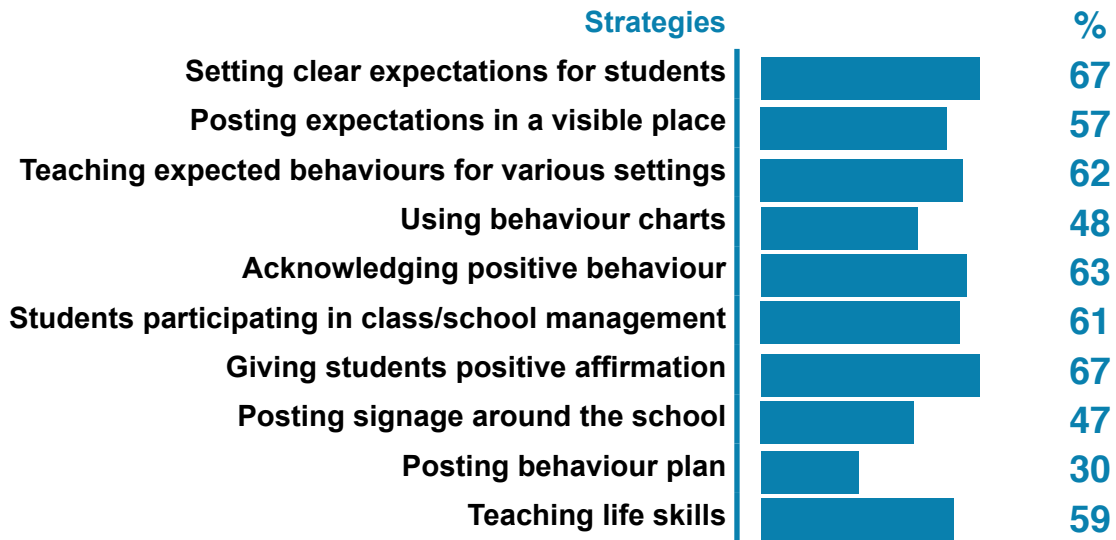 Strategies %
Setting clear expectations for students 67
Posting expectations in a visible place 57
Teaching expected behaviours for various settings 62
Using behaviour charts 48
Acknowledging positive behaviour 63
Students participating in class/school management 61
Giving students positive affirmation 67
Posting signage around the school 47
Posting behaviour plan 30
Teaching life skills 59